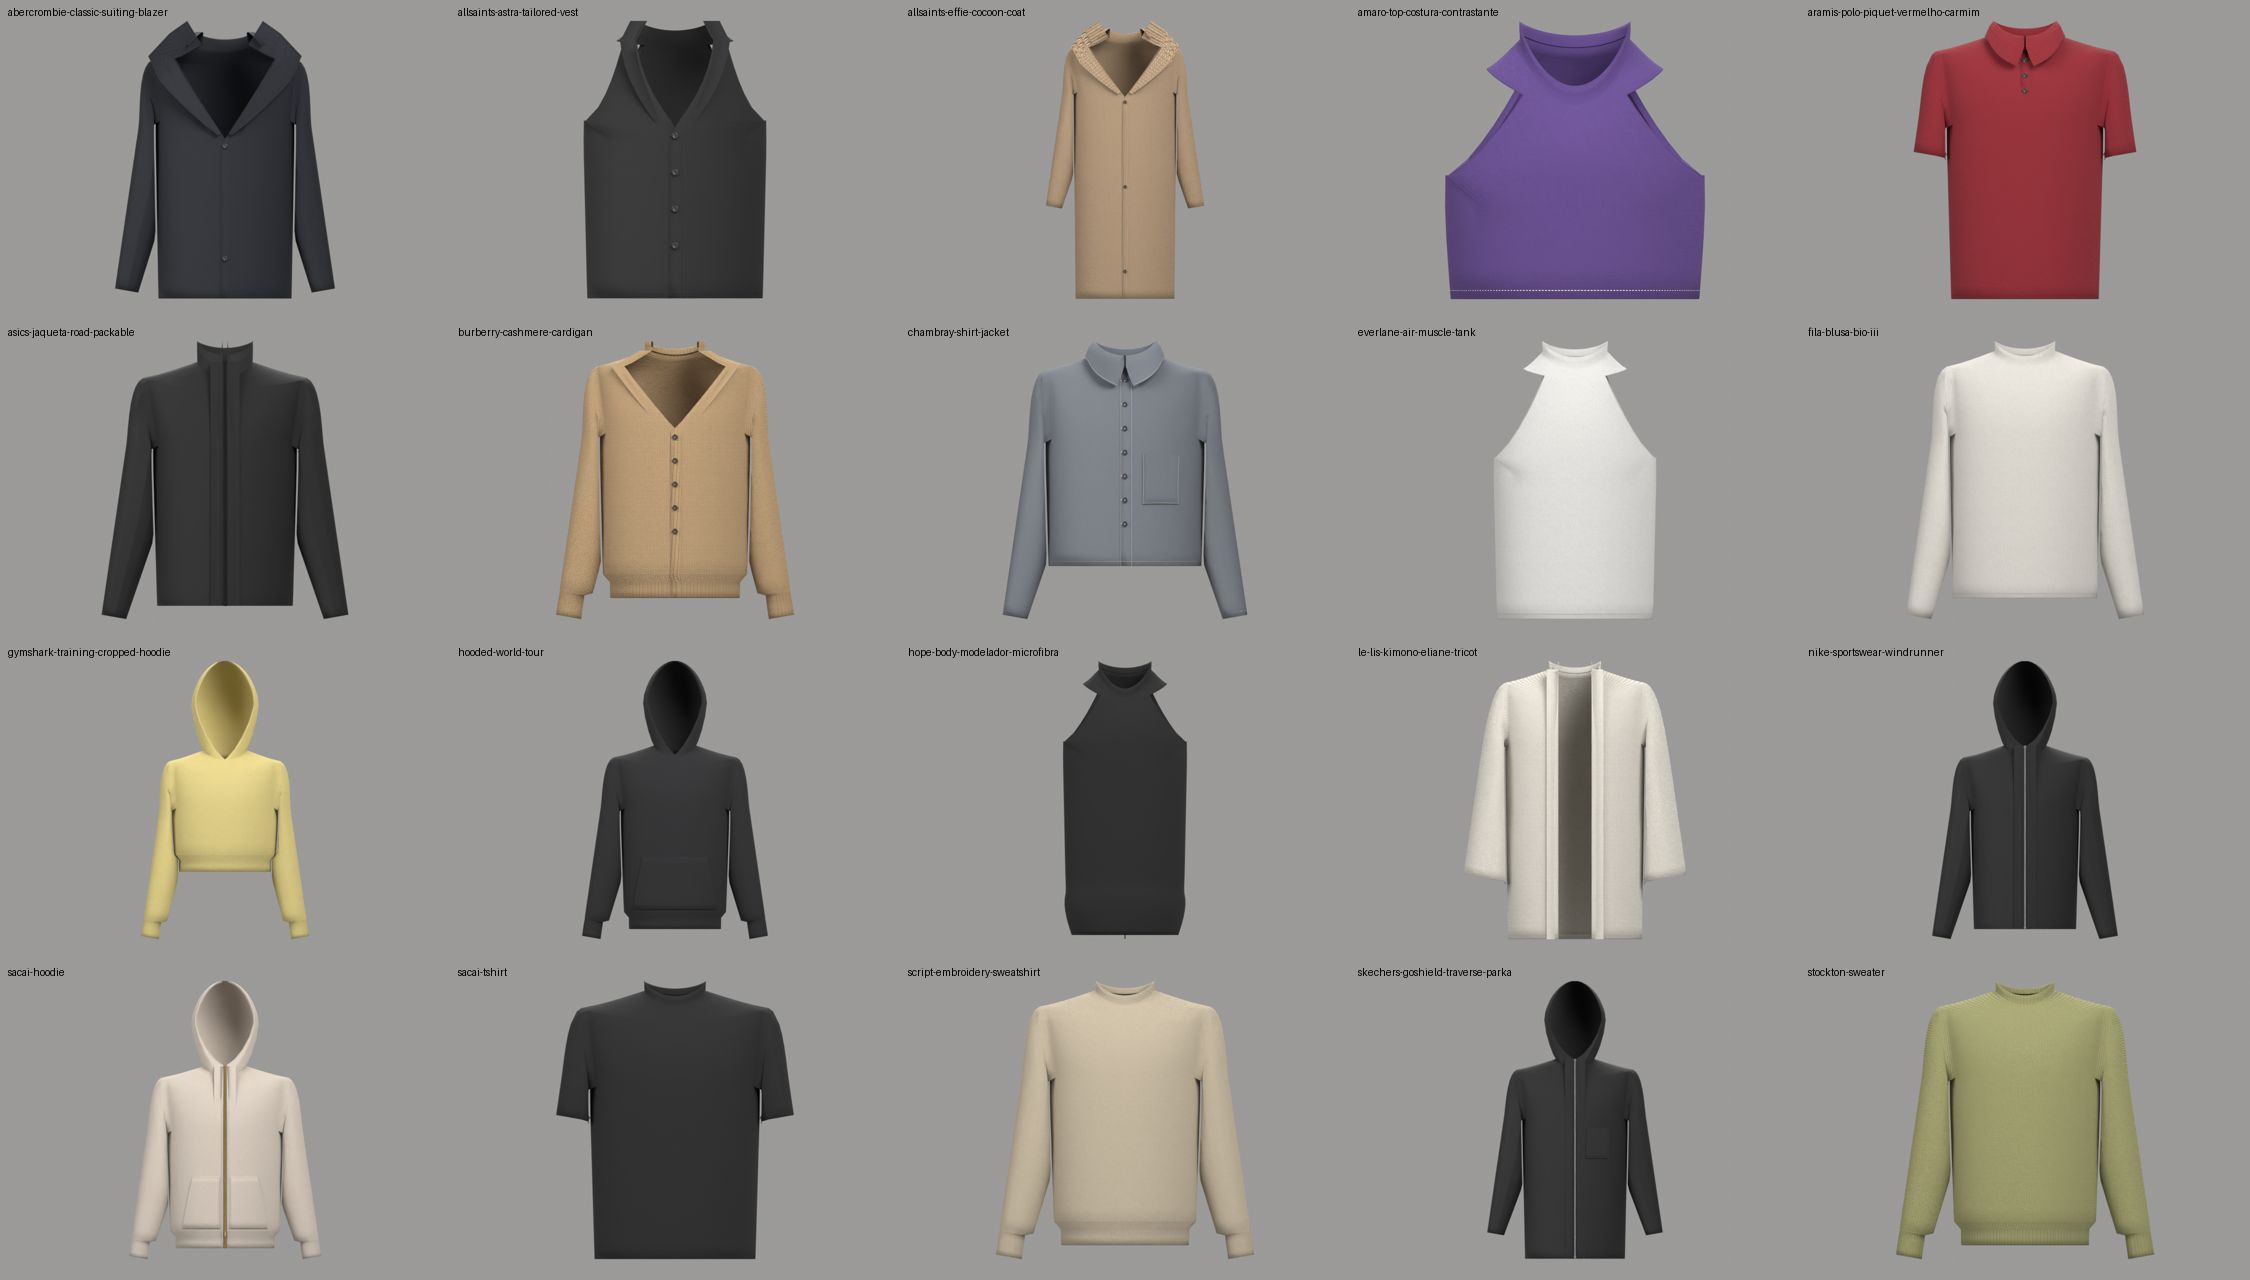 abercrombie-classic-suiting-blazer
allsaints-astra-tailored-vest
allsaints-effie-cocoon-coat
amaro-top-costura-contrastante
aramis-polo-piquet-vermelho-carmim
asics-jaqueta-road-packable
burberry-cashmere-cardigan
chambray-shirt-jacket
everlane-air-muscle-tank
fila-blusa-bio-iii
gymshark-training-cropped-hoodie
hooded-world-tour
hope-body-modelador-microfibra
le-lis-kimono-eliane-tricot
nike-sportswear-windrunner
sacai-hoodie
sacai-tshirt
script-embroidery-sweatshirt
skechers-goshield-traverse-parka
stockton-sweater